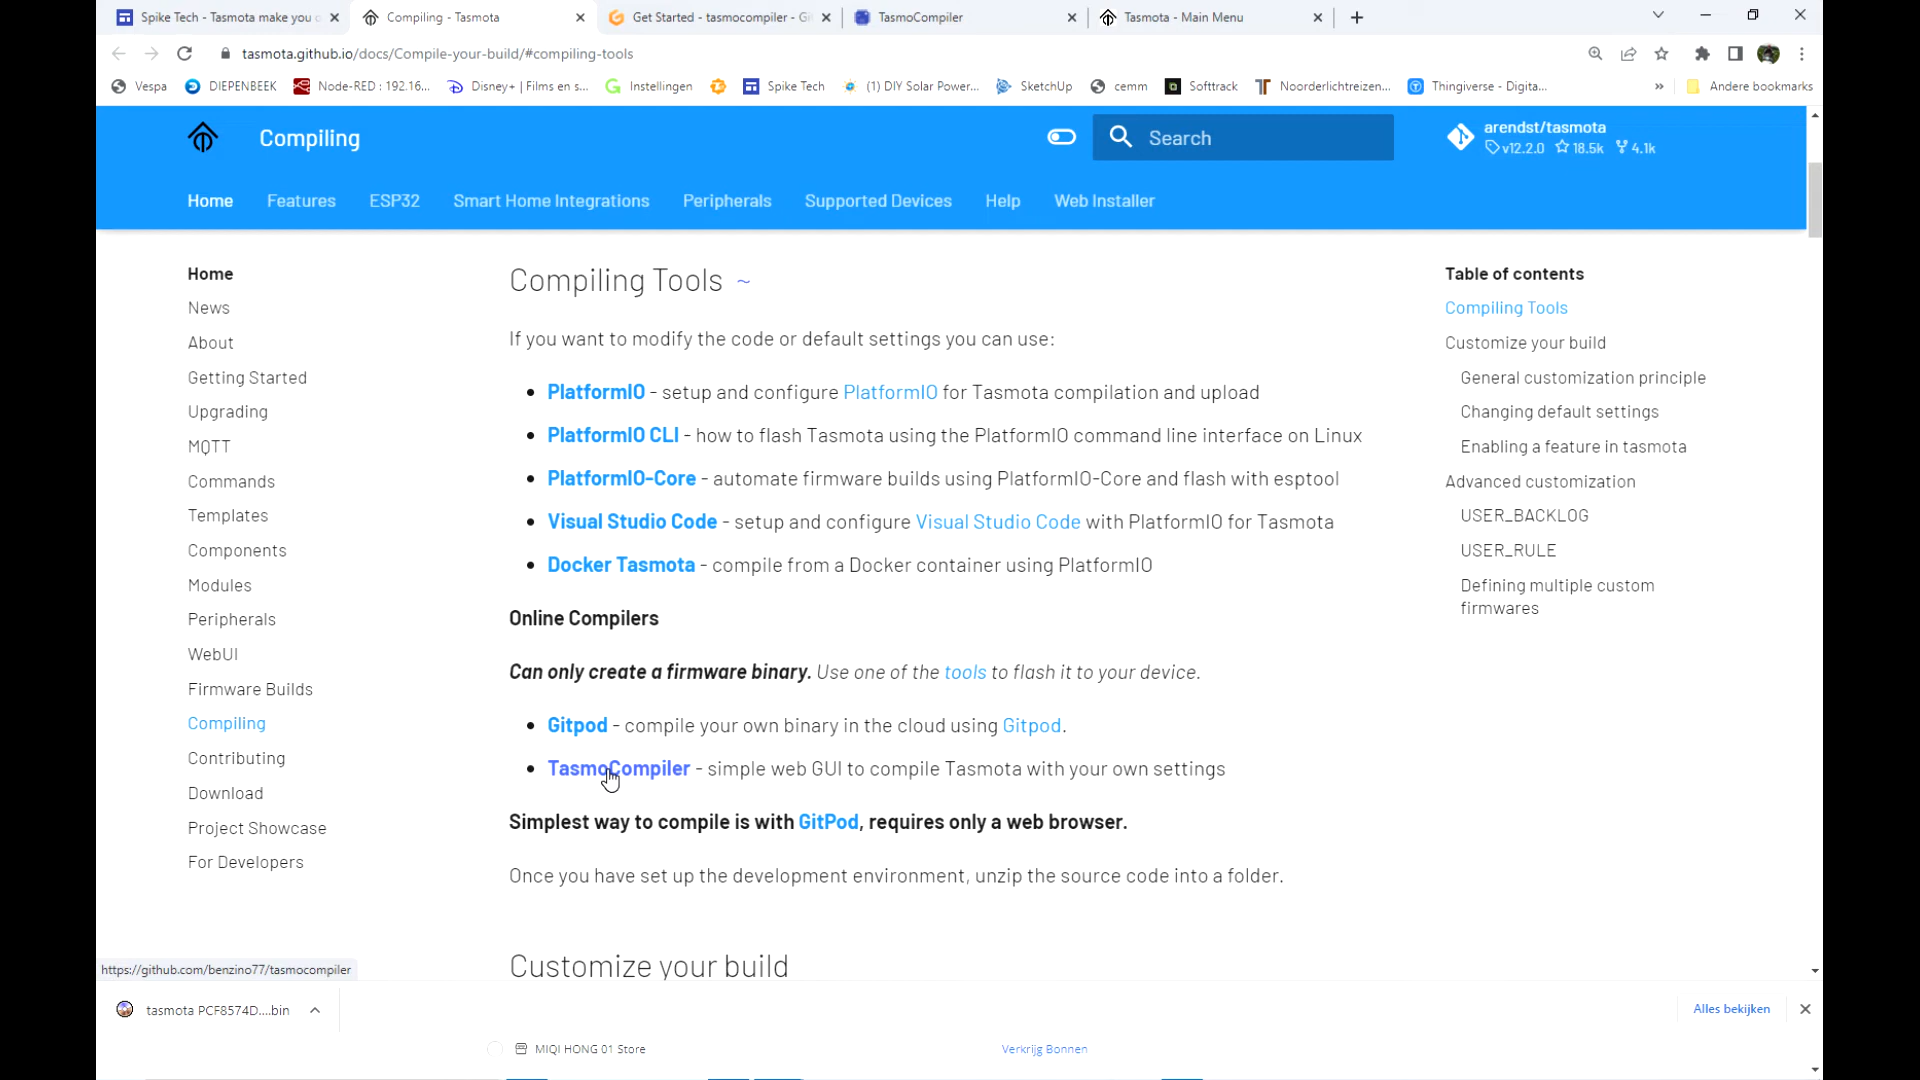 Spike Tech - Tasmota make you o
Compiling - Tasmota
Get Started - tasmocompiler - Gi
TasmoCompiler
Tasmota - Main Menu
tasmota.github.io/docs/Compile-your-build/#compiling-tools
Vespa
DIEPENBEEK
Node-RED : 192.16...
Disney+ | Films en s...
Instellingen
Spike Tech
(1) DIY Solar Power...
SketchUp
cemm
Softtrack
Noorderlichtreizen...
Thingiverse - Digita...
»
Andere bookmarks
Compiling
Search
arendst/tasmota
v12.2.0 18.5k 4.1k
Home
Features
ESP32
Smart Home Integrations
Peripherals
Supported Devices
Help
Web Installer
Home
News
About
Getting Started
Upgrading
MQTT
Commands
Templates
Components
Modules
Peripherals
WebUI
Firmware Builds
Compiling
Contributing
Download
Project Showcase
For Developers
Compiling Tools ~
If you want to modify the code or default settings you can use:
• PlatformIO - setup and configure PlatformIO for Tasmota compilation and upload
• PlatformIO CLI - how to flash Tasmota using the PlatformIO command line interface on Linux
• PlatformIO-Core - automate firmware builds using PlatformIO-Core and flash with esptool
• Visual Studio Code - setup and configure Visual Studio Code with PlatformIO for Tasmota
• Docker Tasmota - compile from a Docker container using PlatformIO
Online Compilers
Can only create a firmware binary. Use one of the tools to flash it to your device.
• Gitpod - compile your own binary in the cloud using Gitpod.
• TasmoCompiler - simple web GUI to compile Tasmota with your own settings
Simplest way to compile is with GitPod, requires only a web browser.
Once you have set up the development environment, unzip the source code into a folder.
Customize your build
Table of contents
Compiling Tools
Customize your build
General customization principle
Changing default settings
Enabling a feature in tasmota
Advanced customization
USER_BACKLOG
USER_RULE
Defining multiple custom
firmwares
https://github.com/benzino77/tasmocompiler
tasmota PCF8574D....bin
Alles bekijken
MIQI HONG 01 Store
Verkrijg Bonnen